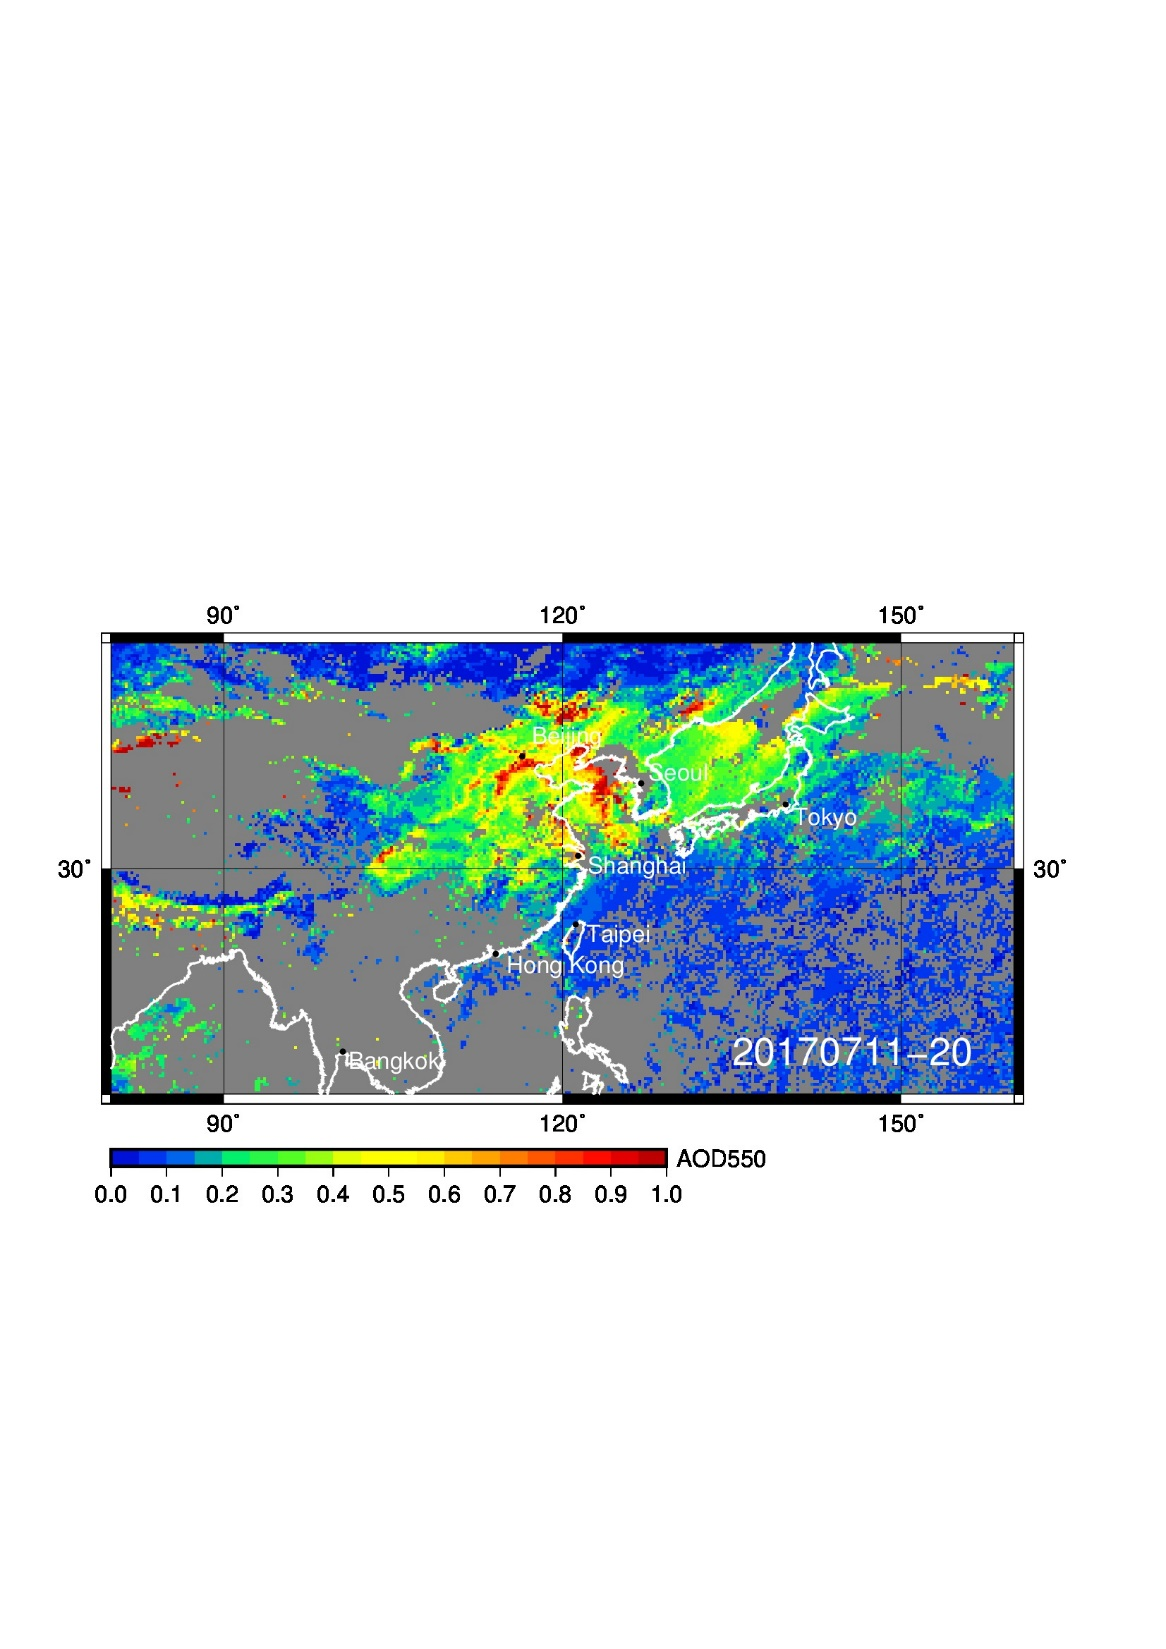 90° 120° 150°
Beijing
Seoul
Tokyo
30° 30°
Shanghai
Taipei
Hong Kong
20170711-20
Bangkok
90° 120° 150°
AOD550
0.0 0.1 0.2 0.3 0.4 0.5 0.6 0.7 0.8 0.9 1.0